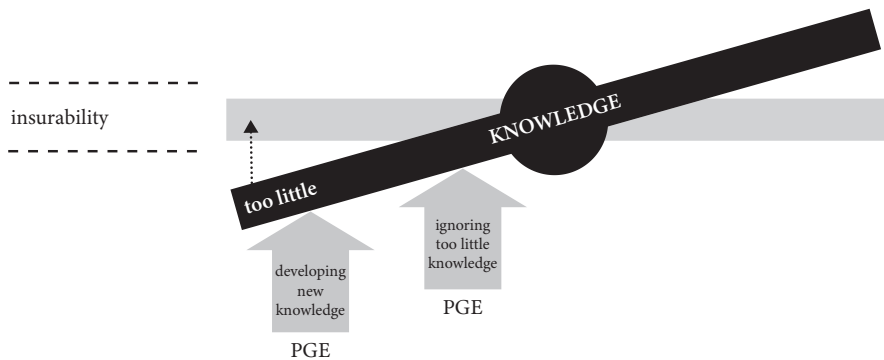 insurability
KNOWLEDGE
too little
ignoring
too little
knowledge
PGE
developing
new
knowledge
PGE